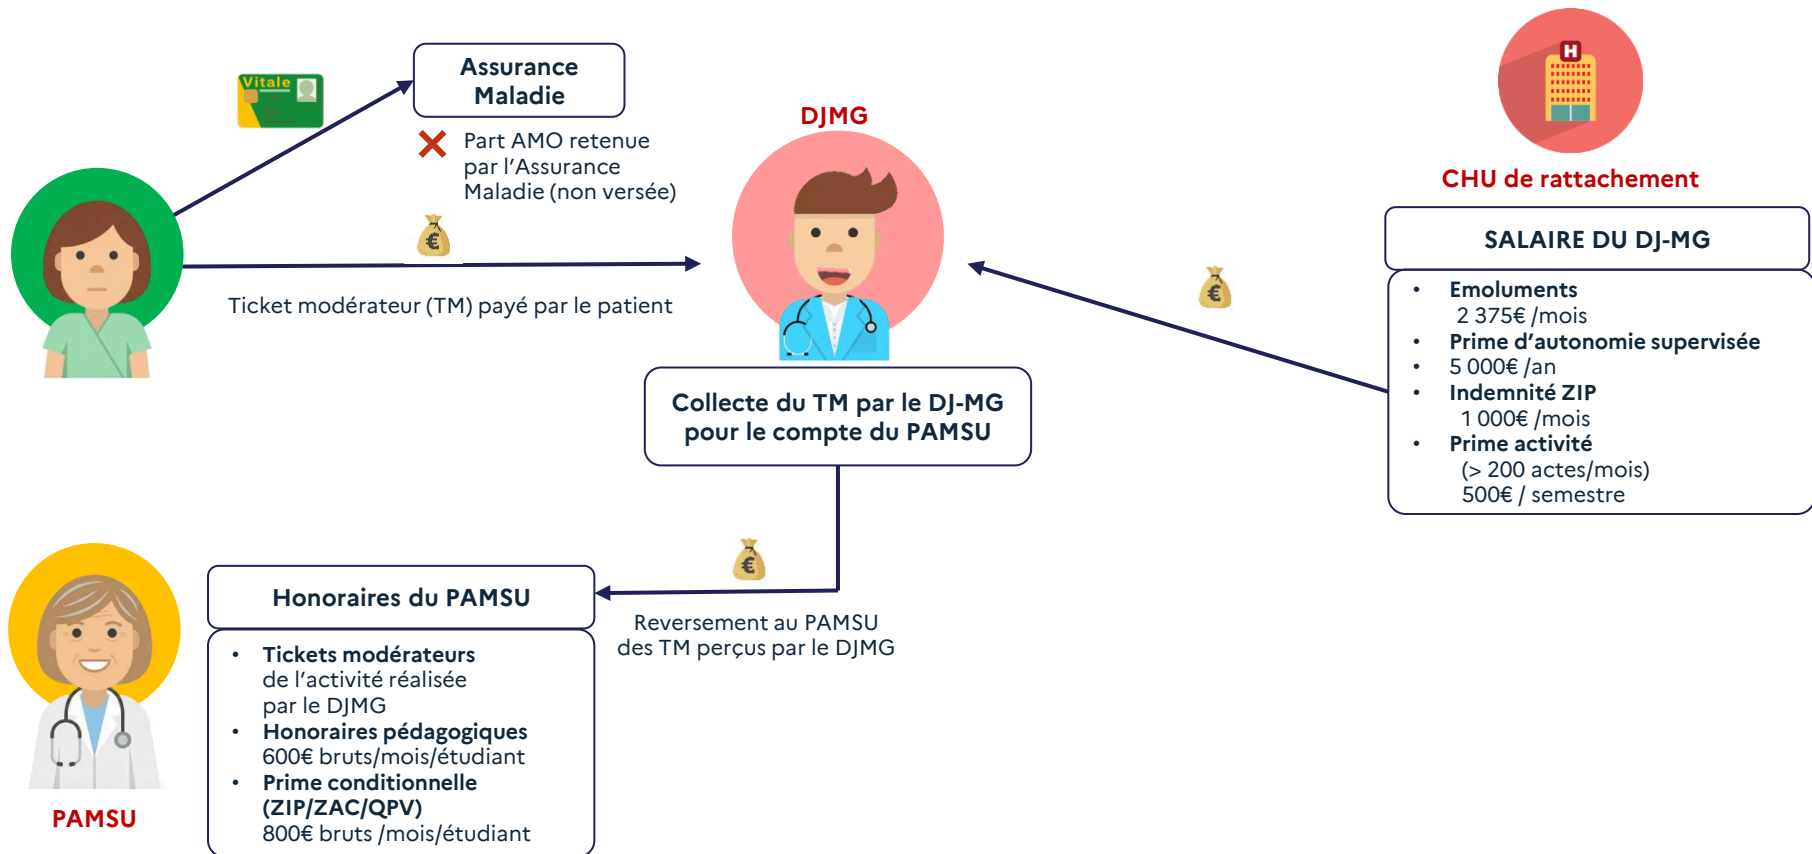 Vitale
Assurance
Maladie
Part AMO retenue
par l'Assurance
Maladie (non versée)
Ticket modérateur (TM) payé par le patient
DJMG
Collecte du TM par le DJ-MG
pour le compte du PAMSU
H
CHU de rattachement
SALAIRE DU DJ-MG
• Emoluments
2 375€ /mois
• Prime d'autonomie supervisée
• 5 000€ /an
• Indemnité ZIP
1 000€ /mois
• Prime activité
(> 200 actes/mois)
500€ / semestre
€
€
€
Reversement au PAMSU
des TM perçus par le DJMG
PAMSU
Honoraires du PAMSU
• Tickets modérateurs
de l'activité réalisée
par le DJMG
• Honoraires pédagogiques
600€ bruts/mois/étudiant
• Prime conditionnelle
(ZIP/ZAC/QPV)
800€ bruts /mois/étudiant